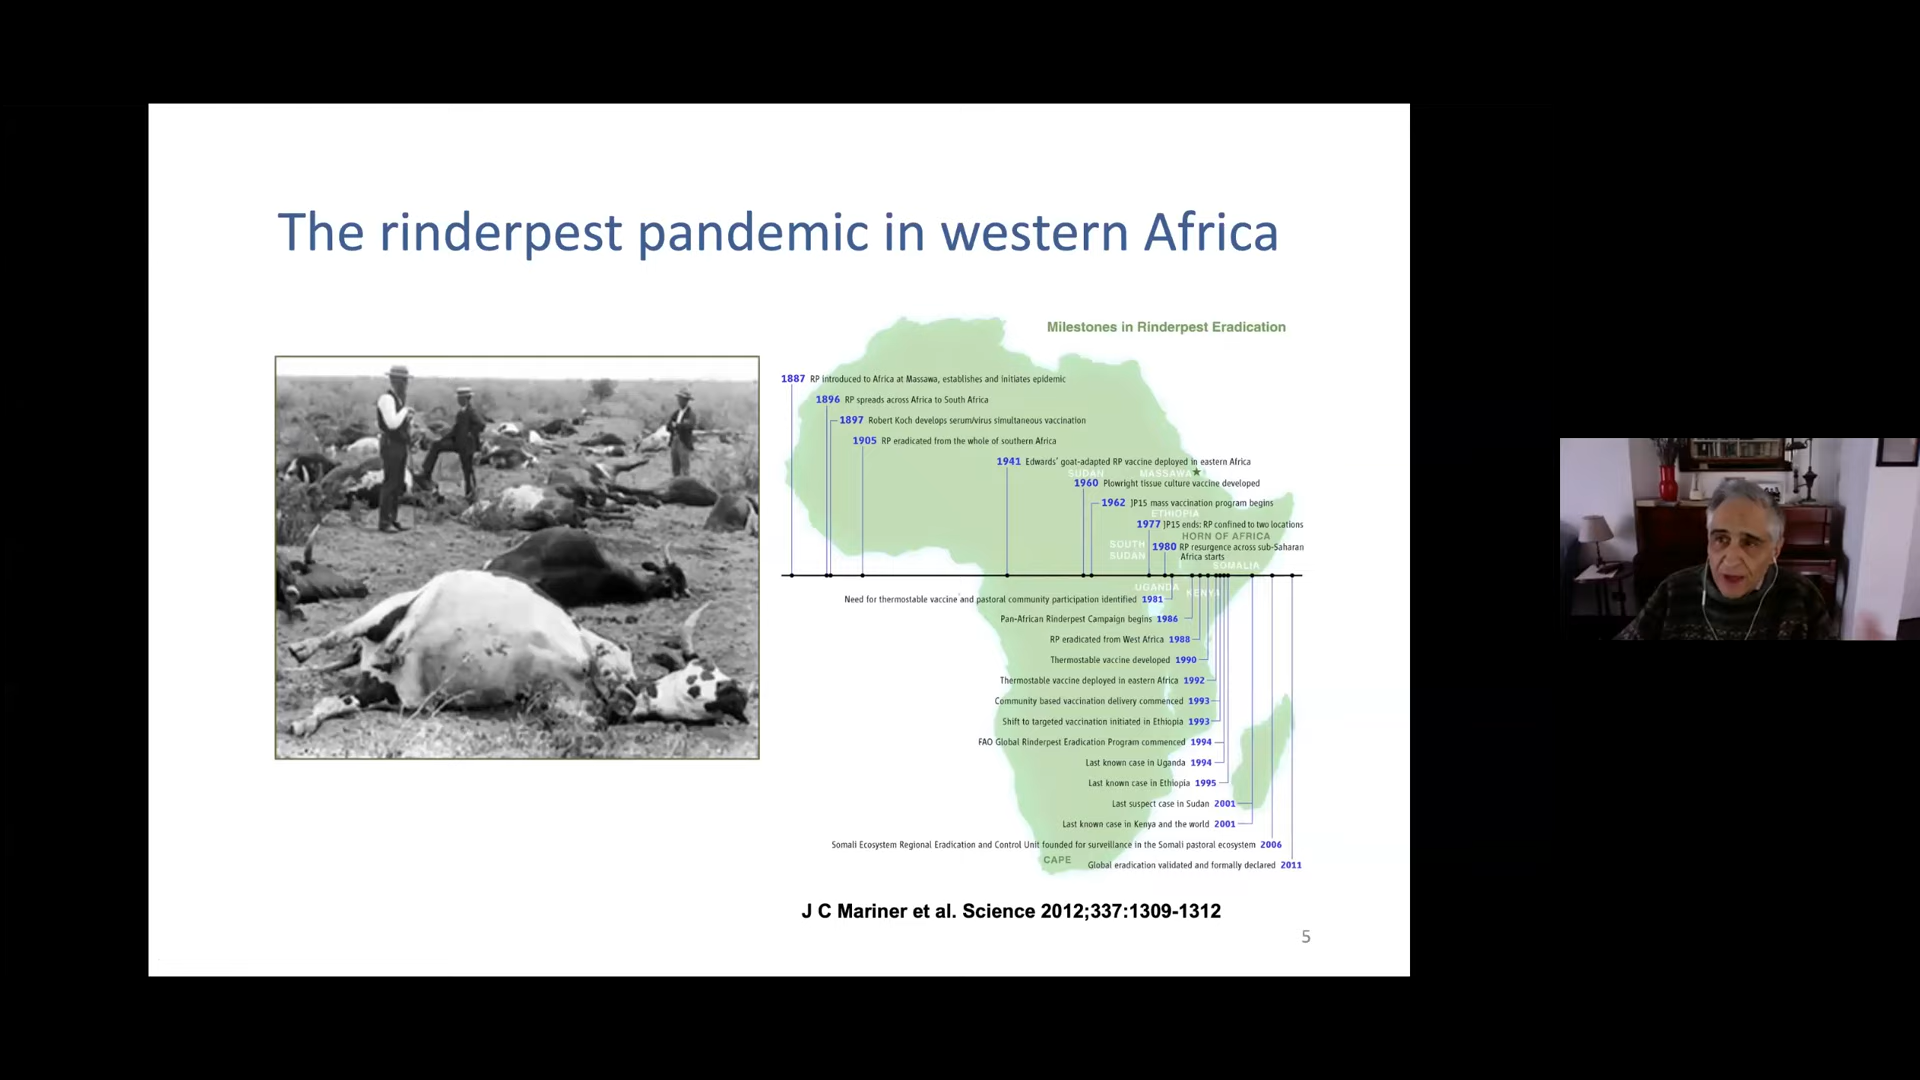 The rinderpest pandemic in western Africa
Milestones in Rinderpest Eradication
1887 RP introduced to Africa at Massawa, establishes and initiates epidemic
1896 RP spreads across Africa to South Africa
1897 Robert Koch develops serum/virus simultaneous vaccination
1905 RP eradicated from the whole of southern Africa
1941 Edwards' goat-adapted RP vaccine deployed in eastern Africa
SUDAN MASSAWA
1960 Plowright tissue culture vaccine developed
1962 JP15 mass vaccination program begins
ETHIOPIA
1977 JP15 ends: RP confined to two locations
HORN OF AFRICA
SOUTH
SUDAN
1980 RP resurgence across sub-Saharan
Africa starts
SOMALIA
UGANDA KENYA
Need for thermostable vaccine and pastoral community participation identified 1981
Pan-African Rinderpest Campaign begins 1986
RP eradicated from West Africa 1988
Thermostable vaccine developed 1990
Thermostable vaccine deployed in eastern Africa 1992
Community based vaccination delivery commenced 1993
Shift to targeted vaccination initiated in Ethiopia 1993
FAO Global Rinderpest Eradication Program commenced 1994
Last known case in Uganda 1994
Last known case in Ethiopia 1995
Last suspect case in Sudan 2001
Last known case in Kenya and the world 2001
Somali Ecosystem Regional Eradication and Control Unit founded for surveillance in the Somali pastoral ecosystem 2006
CAPE
Global eradication validated and formally declared 2011
J C Mariner et al. Science 2012;337:1309-1312
5